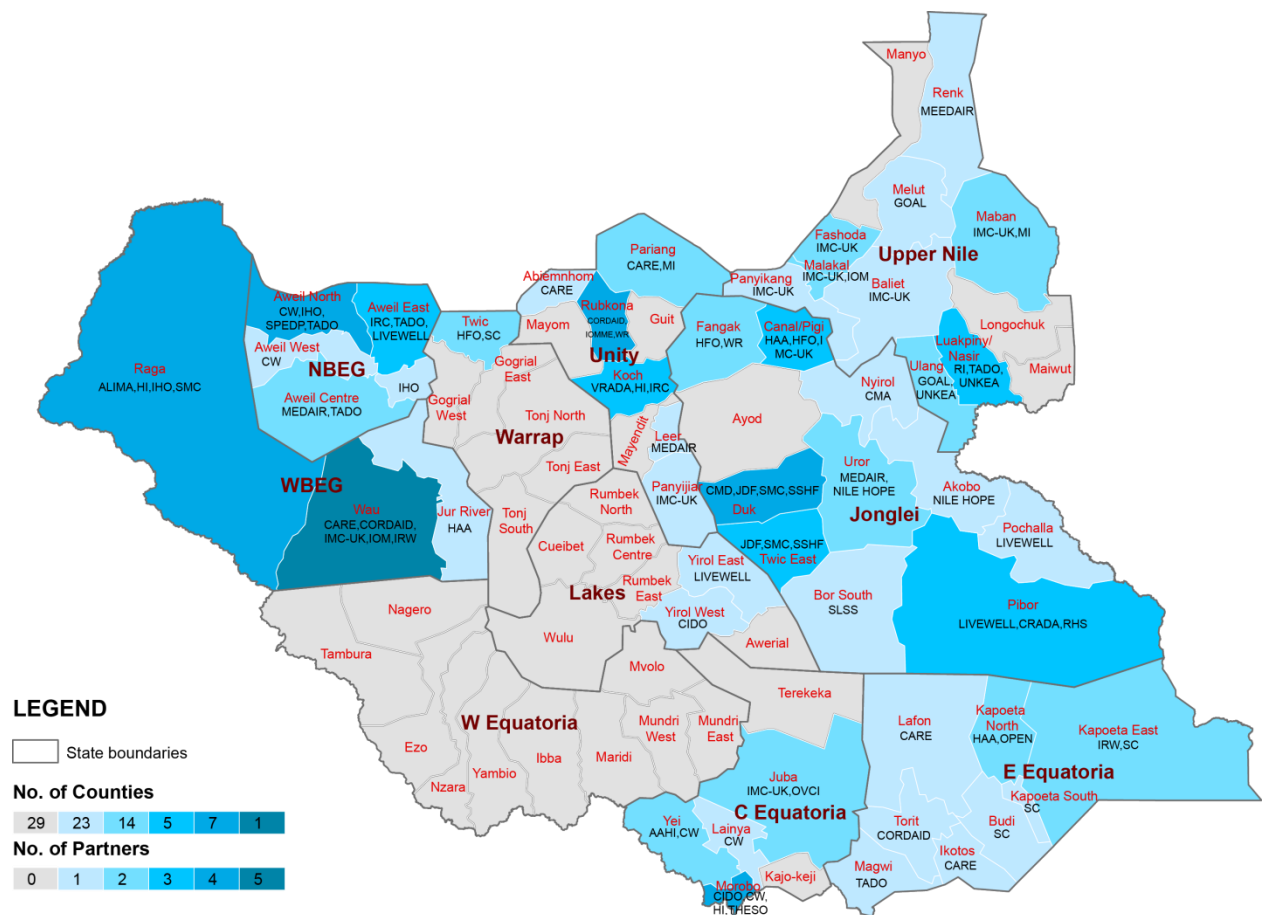 Manyo
Renk
MEEDAIR
Melut
GOAL
Maban
IMC-UK,MI
Fashoda
IMC-UK
Upper Nile
Pariang
CARE,MI
Malakal
IMC-UK,IOM
Panyikang
IMC-UK
Baliet
IMC-UK
Abiemnhom
CARE
Rubkona
CORDAID,
IOMME,WR
Guit
Mayom
Unity
Koch
VRADA,HI,IRC
Aweil North
CW,IHO,
SPEDP,TADO
Aweil East
IRC,TADO,
LIVEWELL
Twic
HFO,SC
Fangak
HFO,WR
Canal/Pigi
HAA,HFO,I
MC-UK
Longochuk
Luakpiny/
Nasir
RI,TADO,
UNKEA
Maiwut
Ulang
GOAL,
UNKEA
Aweil West
CW
NBEG
IHO
Aweil Centre
MEDAIR,TADO
Raga
ALIMA,HI,IHO,SMC
Gogrial
East
Gogrial
West
Tonj North
Warrap
Tonj East
Tonj
South
Nyirol
CMA
Ayod
Mayendit
Leer
MEDAIR
Panyijiar
IMC-UK
Uror
MEDAIR,
NILE HOPE
Akobo
NILE HOPE
Jonglei
Pochalla
LIVEWELL
CMD,JDF,SMC,SSHF
Duk
JDF,SMC,SSHF
Twic East
WBEG
Wau
CARE,CORDAID,
IMC-UK,IOM,IRW
Jur River
HAA
Rumbek
North
Cueibet
Rumbek
Centre
Rumbek
East
Lakes
Wulu
Yirol East
LIVEWELL
Yirol West
CIDO
Awerial
Bor South
SLSS
Pibor
LIVEWELL,CRADA,RHS
Nagero
Tambura
Mvolo
Terekeka
W Equatoria
Ezo
Nzara
Yambio
Ibba
Maridi
Mundri
West
Mundri
East
Lafon
CARE
Kapoeta
North
HAA,OPEN
Kapoeta East
IRW,SC
E Equatoria
Kapoeta South
SC
Budi
SC
Juba
IMC-UK,OVCI
C Equatoria
Yei
AAHI,CW
Lainya
CW
Torit
CORDAID
Ikotos
CARE
Magwi
TADO
Kajo-keji
Morobo
CIDO,CW,
HI,THESO
LEGEND
State boundaries
No. of Counties
29 23 14 5 7 1
No. of Partners
0 1 2 3 4 5